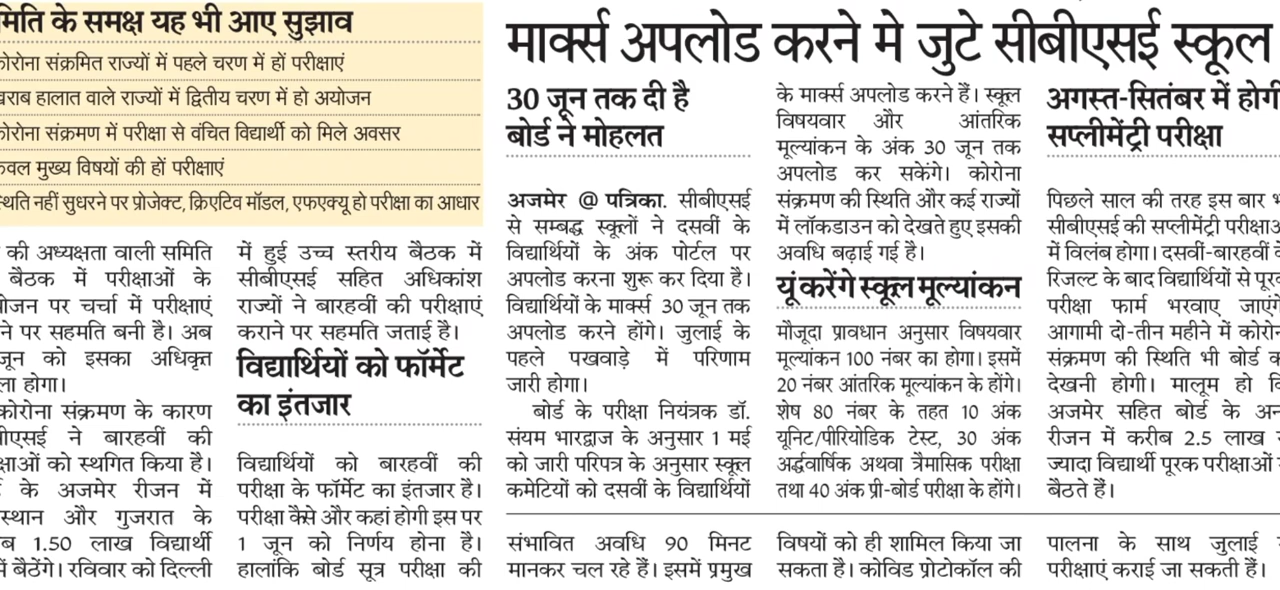 मिति के समक्ष यह भी आए सुझाव
कोरोना संक्रमित राज्यों में पहले चरण में हों परीक्षाएं
खराब हालात वाले राज्यों में द्वितीय चरण में हो अयोजन
कोरोना संक्रमण में परीक्षा से वंचित विद्यार्थी को मिले अवसर
केवल मुख्य विषयों की हों परीक्षाएं
स्थिति नहीं सुधरने पर प्रोजेक्ट, क्रिएटिव मॉडल, एफएक्यू हो परीक्षा का आधार
की अध्यक्षता वाली समिति
बैठक में परीक्षाओं के
योजन पर चर्चा में परीक्षाएं
ने पर सहमति बनी है। अब
जून को इसका अधिकृत
ला होगा।
कोरोना संक्रमण के कारण
बीएसई ने बारहवीं की
क्षाओं को स्थगित किया है।
के अजमेर रीजन में
स्थान और गुजरात के
ब 1.50 लाख विद्यार्थी
में बैठेंगे। रविवार को दिल्ली
में हुई उच्च स्तरीय बैठक में
सीबीएसई सहित अधिकांश
राज्यों ने बारहवीं की परीक्षाएं
कराने पर सहमति जताई है।
विद्यार्थियों को फॉर्मेट
का इंतजार
विद्यार्थियों को बारहवीं की
परीक्षा के फॉर्मेट का इंतजार है।
परीक्षा कैसे और कहां होगी इस पर
1 जून को निर्णय होना है।
हालांकि बोर्ड सूत्र परीक्षा की
मार्क्स अपलोड करने मे जुटे सीबीएसई स्कूल
30 जून तक दी है
बोर्ड ने मोहलत
अजमेर @ पत्रिका. सीबीएसई
से सम्बद्ध स्कूलों ने दसवीं के
विद्यार्थियों के अंक पोर्टल पर
अपलोड करना शुरू कर दिया है।
विद्यार्थियों के मार्क्स 30 जून तक
अपलोड करने होंगे। जुलाई के
पहले पखवाड़े में परिणाम
जारी होगा।
बोर्ड के परीक्षा नियंत्रक डॉ.
संयम भारद्वाज के अनुसार 1 मई
को जारी परिपत्र के अनुसार स्कूल
कमेटियों को दसवीं के विद्यार्थियों
के मार्क्स अपलोड करने हैं। स्कूल
विषयवार और आंतरिक
मूल्यांकन के अंक 30 जून तक
अपलोड कर सकेंगे। कोरोना
संक्रमण की स्थिति और कई राज्यों
में लॉकडाउन को देखते हुए इसकी
अवधि बढ़ाई गई है।
यूं करेंगे स्कूल मूल्यांकन
मौजूदा प्रावधान अनुसार विषयवार
मूल्यांकन 100 नंबर का होगा। इसमें
20 नंबर आंतरिक मूल्यांकन के होंगे।
शेष 80 नंबर के तहत 10 अंक
यूनिट/पीरियोडिक टेस्ट, 30 अंक
अर्द्धवार्षिक अथवा त्रैमासिक परीक्षा
तथा 40 अंक प्री-बोर्ड परीक्षा के होंगे।
अगस्त-सितंबर में होगी
सप्लीमेंट्री परीक्षा
पिछले साल की तरह इस बार भ
सीबीएसई की सप्लीमेंट्री परीक्षाअ
में विलंब होगा। दसवीं-बारहवीं के
रिजल्ट के बाद विद्यार्थियों से पूरक
परीक्षा फार्म भरवाए जाएंगे
आगामी दो-तीन महीने में कोरोन
संक्रमण की स्थिति भी बोर्ड क
देखनी होगी। मालूम हो कि
अजमेर सहित बोर्ड के अन
रीजन में करीब 2.5 लाख
ज्यादा विद्यार्थी पूरक परीक्षाओं
बैठते हैं।
संभावित अवधि 90 मिनट
मानकर चल रहे हैं। इसमें प्रमुख
विषयों को ही शामिल किया जा
सकता है। कोविड प्रोटोकॉल की
पालना के साथ जुलाई
परीक्षाएं कराई जा सकती हैं।